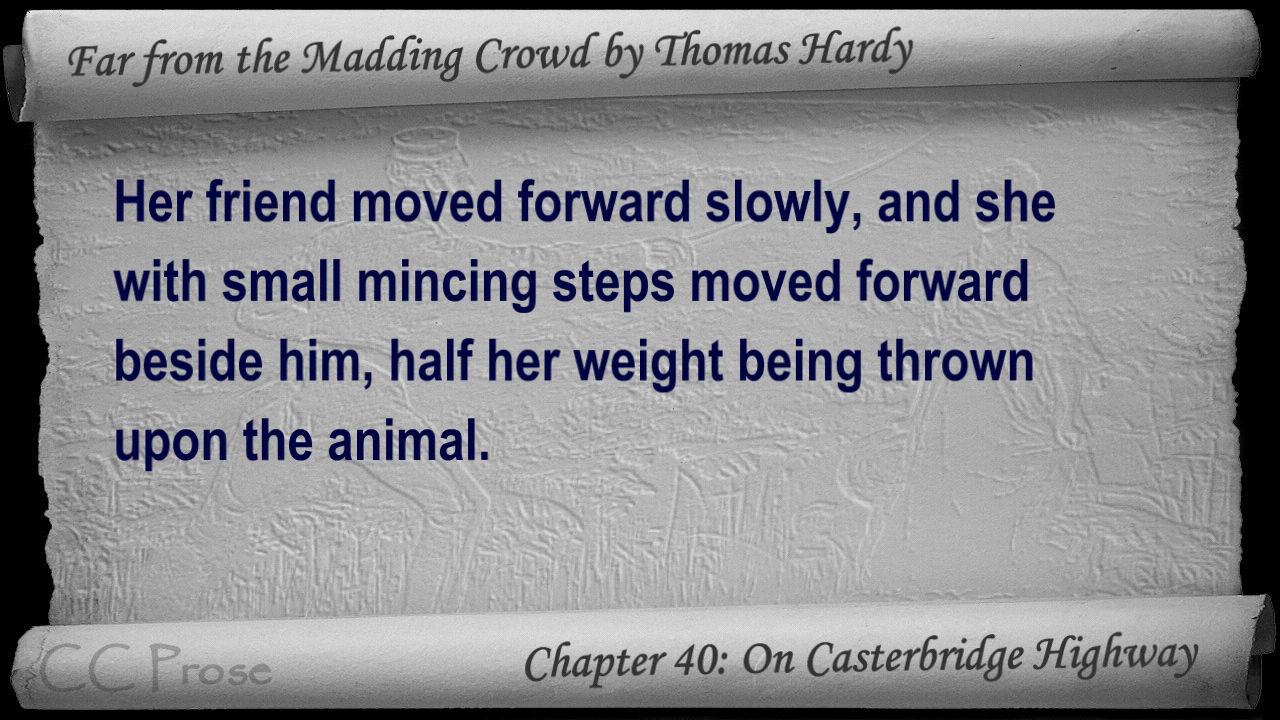 Far from the Madding Crowd by Thomas Hardy
Her friend moved forward slowly, and she
with small mincing steps moved forward
beside him, half her weight being thrown
upon the animal.
CC Prose
Chapter 40: On Casterbridge Highway